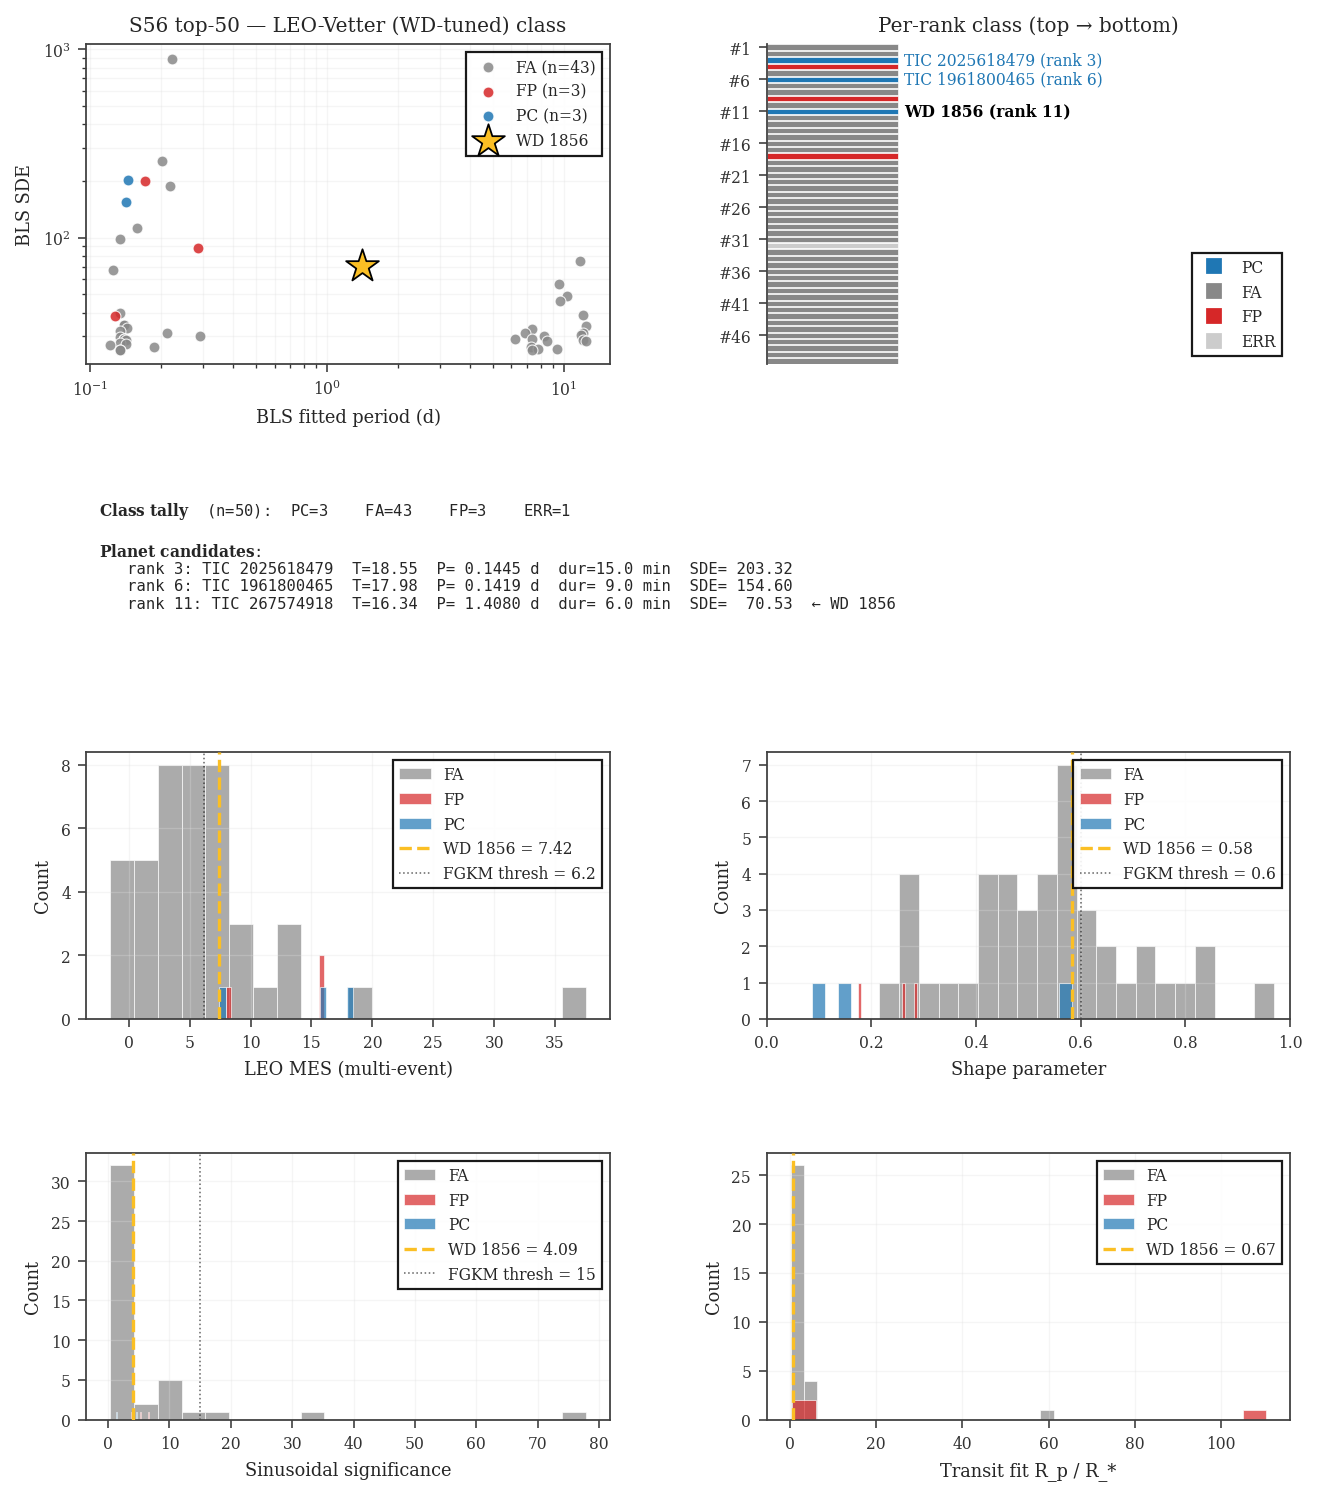 S56 top-50 — LEO-Vetter (WD-tuned) class
10³
10²
BLS SDE
FA (n=43)
FP (n=3)
PC (n=3)
WD 1856
10⁻¹
10⁰
10¹
BLS fitted period (d)
Per-rank class (top → bottom)
#1
#6
#11
#16
#21
#26
#31
#36
#41
#46
TIC 2025618479 (rank 3)
TIC 1961800465 (rank 6)
WD 1856 (rank 11)
PC
FA
FP
ERR
Class tally (n=50): PC=3 FA=43 FP=3 ERR=1
Planet candidates:
rank 3: TIC 2025618479 T=18.55 P= 0.1445 d dur=15.0 min SDE= 203.32
rank 6: TIC 1961800465 T=17.98 P= 0.1419 d dur= 9.0 min SDE= 154.60
rank 11: TIC 267574918 T=16.34 P= 1.4080 d dur= 6.0 min SDE= 70.53 ← WD 1856
8
6
4
2
0
Count
FA
FP
PC
WD 1856 = 7.42
FGKM thresh = 6.2
0 5 10 15 20 25 30 35
LEO MES (multi-event)
7
6
5
4
3
2
1
0
Count
FA
FP
PC
WD 1856 = 0.58
FGKM thresh = 0.6
0.0 0.2 0.4 0.6 0.8 1.0
Shape parameter
30
25
20
15
10
5
0
Count
FA
FP
PC
WD 1856 = 4.09
FGKM thresh = 15
0 10 20 30 40 50 60 70 80
Sinusoidal significance
25
20
15
10
5
0
Count
FA
FP
PC
WD 1856 = 0.67
0 20 40 60 80 100
Transit fit R_p / R_*